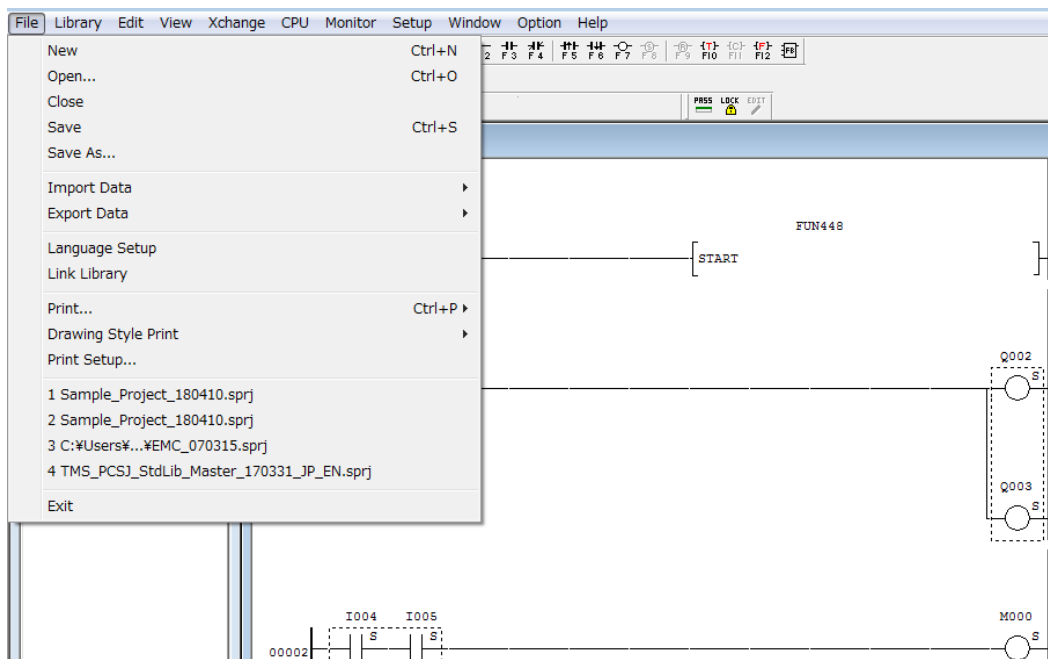 File Library Edit View Xchange CPU Monitor Setup Window Option Help
New Ctrl+N
Open... Ctrl+O
Close
Save Ctrl+S
Save As...
Import Data
Export Data
Language Setup
Link Library
Print... Ctrl+P
Drawing Style Print
Print Setup...
1 Sample_Project_180410.sprj
2 Sample_Project_180410.sprj
3 C:¥Users¥...¥EMC_070315.sprj
4 TMS_PCSJ_StdLib_Master_170331_JP_EN.sprj
Exit
2 F3 F4 F5 F6 F7 F8 F9 F10 F11 F12
S R T C F FB
PASS LOCK EDIT
FUN448
START
Q002
S
Q003
S
I004 I005 M000
S S S
00002